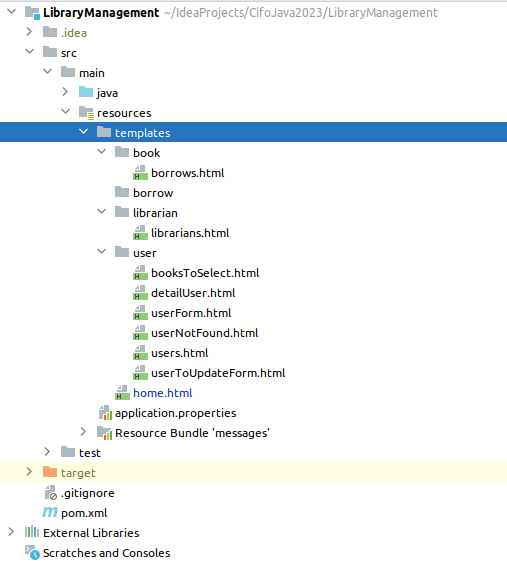 LibraryManagement ~/IdeaProjects/CifoJava2023/LibraryManagement
.idea
src
main
java
resources
templates
book
borrows.html
borrow
librarian
librarians.html
user
booksToSelect.html
detailUser.html
userForm.html
userNotFound.html
users.html
userToUpdateForm.html
home.html
application.properties
Resource Bundle 'messages'
test
target
.gitignore
pom.xml
External Libraries
Scratches and Consoles